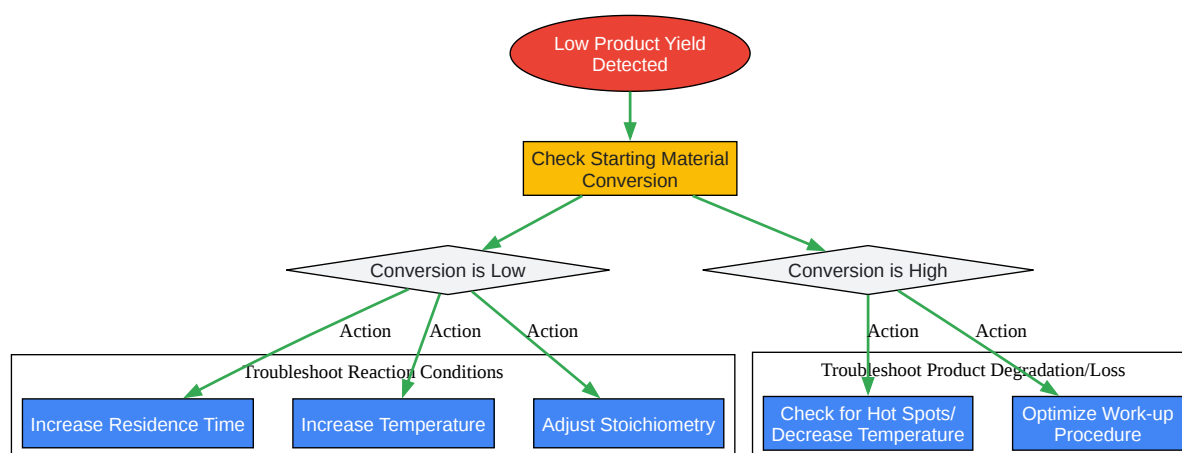 Low Product Yield
Detected
Check Starting Material
Conversion
Conversion is Low
Conversion is High
Action
Action
Action
Action
Action
Troubleshoot Reaction Conditions
Troubleshoot Product Degradation/Loss
Increase Residence Time
Increase Temperature
Adjust Stoichiometry
Check for Hot Spots/
Decrease Temperature
Optimize Work-up
Procedure